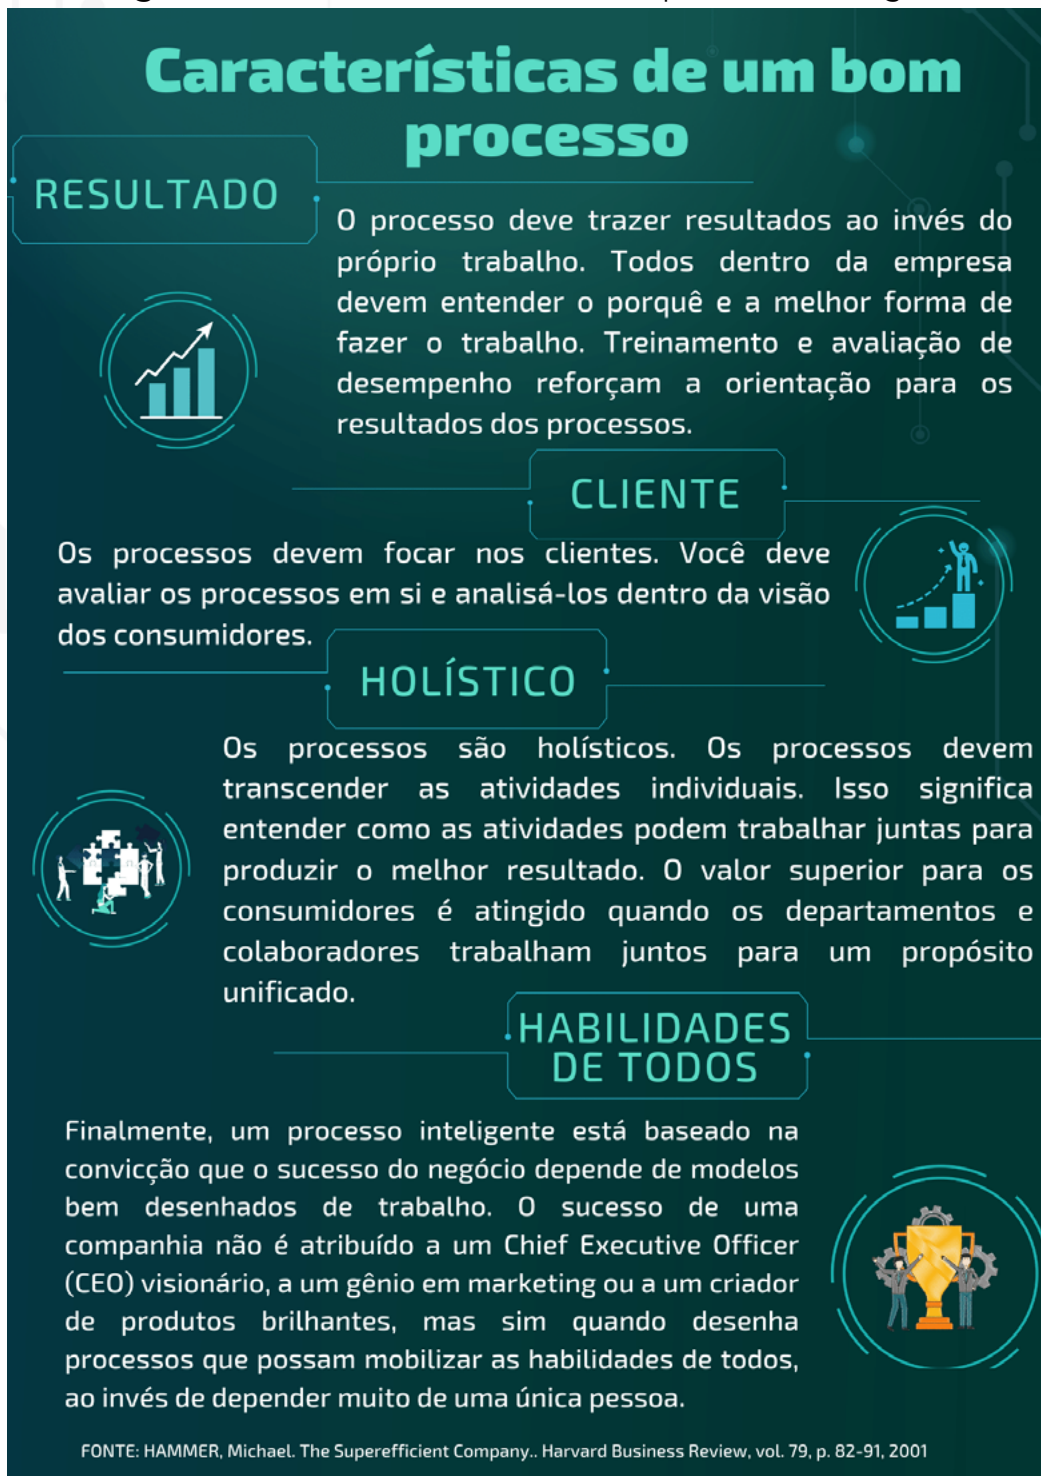 Características de um bom
processo
RESULTADO
O processo deve trazer resultados ao invés do
próprio trabalho. Todos dentro da empresa
devem entender o porquê e a melhor forma de
fazer o trabalho. Treinamento e avaliação de
desempenho reforçam a orientação para os
resultados dos processos.
CLIENTE
Os processos devem focar nos clientes. Você deve
avaliar os processos em si e analisá-los dentro da visão
dos consumidores.
HOLÍSTICO
Os processos são holísticos. Os processos devem
transcender as atividades individuais. Isso significa
entender como as atividades podem trabalhar juntas para
produzir o melhor resultado. O valor superior para os
consumidores é atingido quando os departamentos e
colaboradores trabalham juntos para um propósito
unificado.
HABILIDADES
DE TODOS
Finalmente, um processo inteligente está baseado na
convicção que o sucesso do negócio depende de modelos
bem desenhados de trabalho. O sucesso de uma
companhia não é atribuído a um Chief Executive Officer
(CEO) visionário, a um gênio em marketing ou a um criador
de produtos brilhantes, mas sim quando desenha
processos que possam mobilizar as habilidades de todos,
ao invés de depender muito de uma única pessoa.
FONTE: HAMMER, Michael. The Superefficient Company.. Harvard Business Review, vol. 79, p. 82-91, 2001